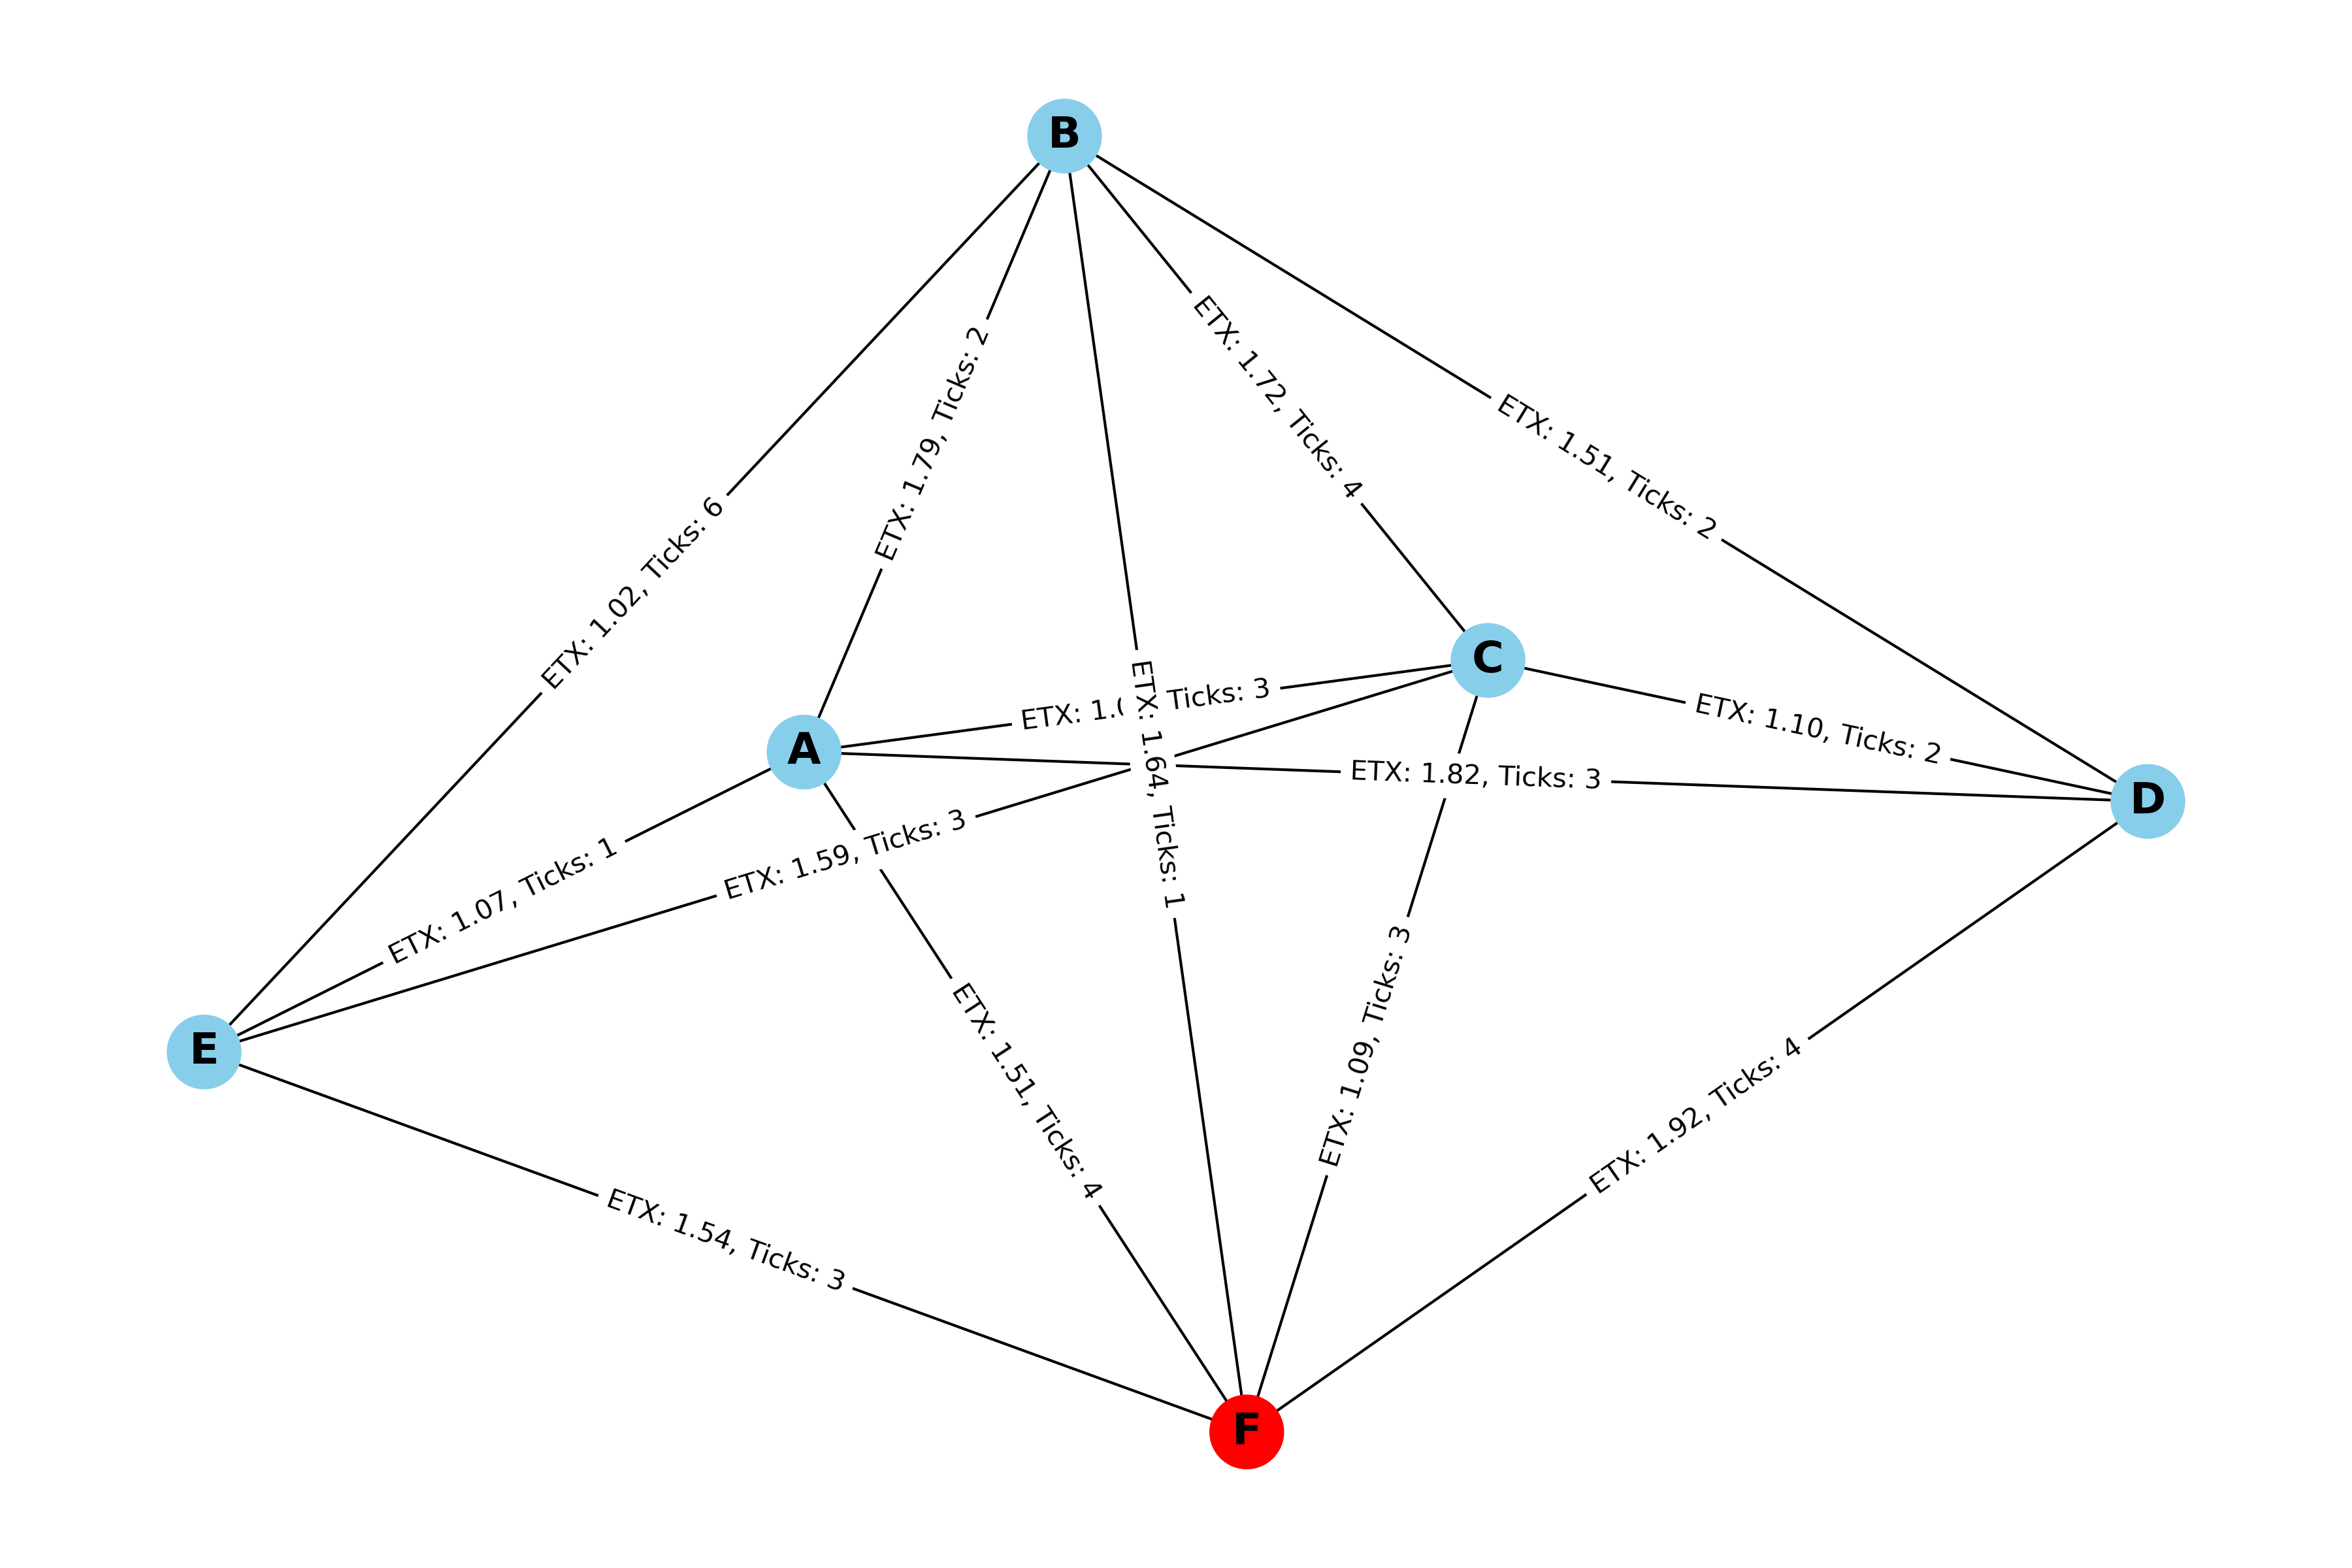 B
ETX: 1.79, Ticks: 2
ETX: 1.72, Ticks: 4
ETX: 1.51, Ticks: 2
ETX: 1.02, Ticks: 6
C
ETX: Ticks: 3
ETX: 1.10, Ticks: 2
A
ETX: 1.64, Ticks: 1
ETX: 1.82, Ticks: 3
D
ETX: 1.59, Ticks: 3
ETX: 1.07, Ticks: 1
E
ETX: 1.51, Ticks: 4
ETX: 1.09, Ticks: 3
ETX: 1.92, Ticks: 4
ETX: 1.54, Ticks: 3
F